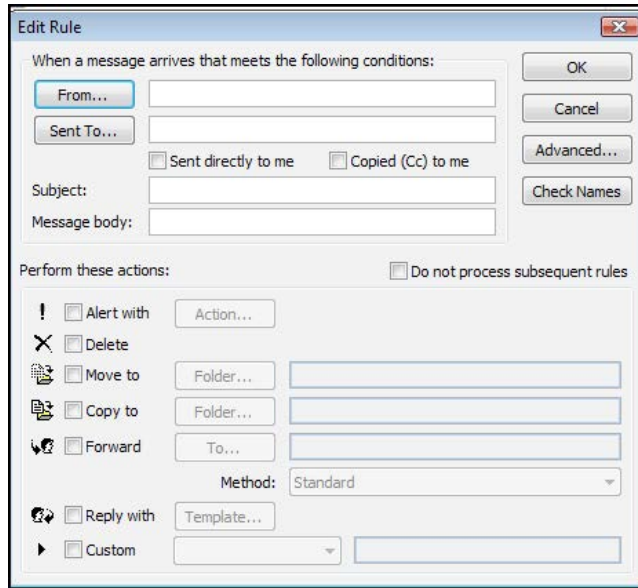 Edit Rule
When a message arrives that meets the following conditions:
OK
From...
Cancel
Sent To...
Advanced...
Sent directly to me
Copied (Cc) to me
Check Names
Subject:
Message body:
Perform these actions:
Do not process subsequent rules
Alert with
Action...
Delete
Move to
Folder...
Copy to
Folder...
Forward
To...
Method:
Standard
Reply with
Template...
Custom